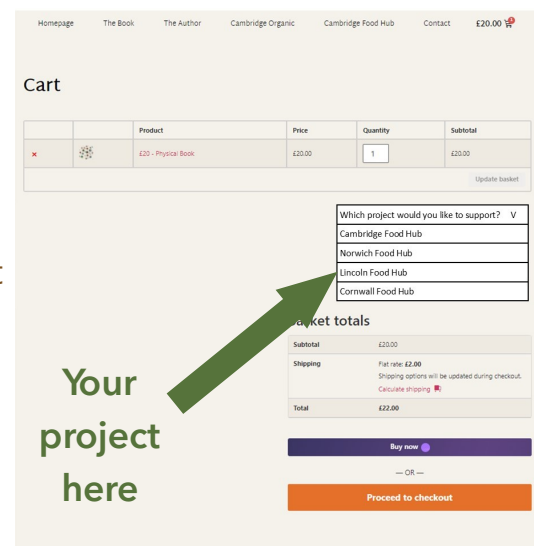 Homepage The Book The Author Cambridge Organic Cambridge Food Hub Contact £20.00
Cart
Product Price Quantity Subtotal
× £20 - Physical Book £20.00 1 £20.00
Update basket
Which project would you like to support? V
Cambridge Food Hub
Norwich Food Hub
Lincoln Food Hub
Cornwall Food Hub
Basket totals
Subtotal £20.00
Shipping Flat rate: £2.00
Shipping options will be updated during checkout.
Calculate shipping
Total £22.00
Buy now
— OR —
Proceed to checkout
Your
project
here